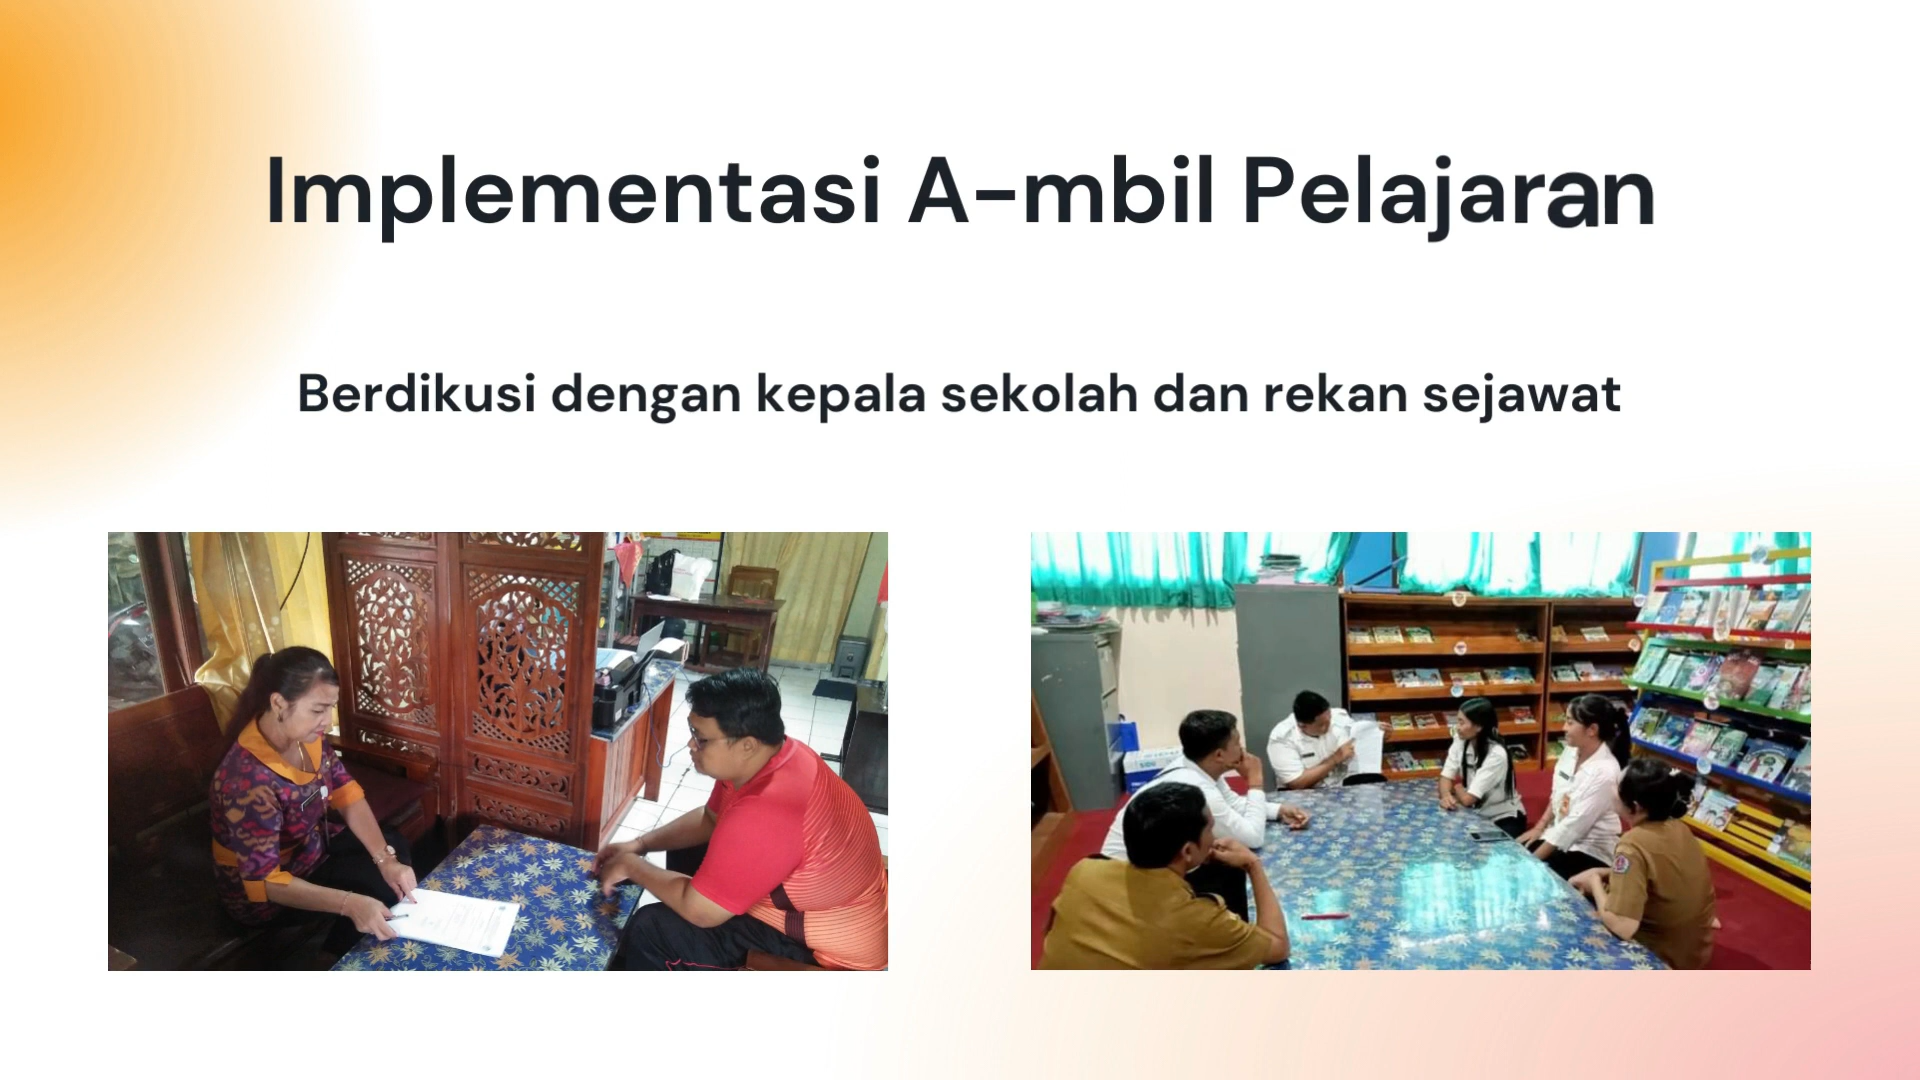 Implementasi A-mbil Pelajaran
Berdikusi dengan kepala sekolah dan rekan sejawat